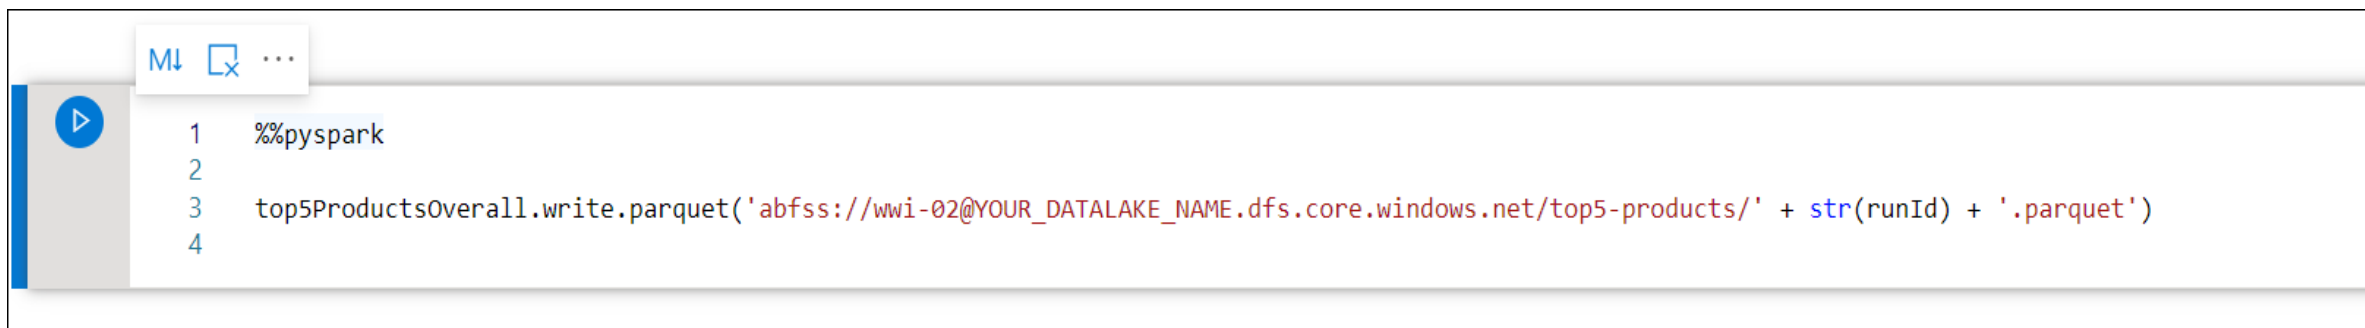 M↓ ...
1 %%pyspark
2
3 top5ProductsOverall.write.parquet('abfss://wwi-02@YOUR_DATALAKE_NAME.dfs.core.windows.net/top5-products/' + str(runId) + '.parquet')
4